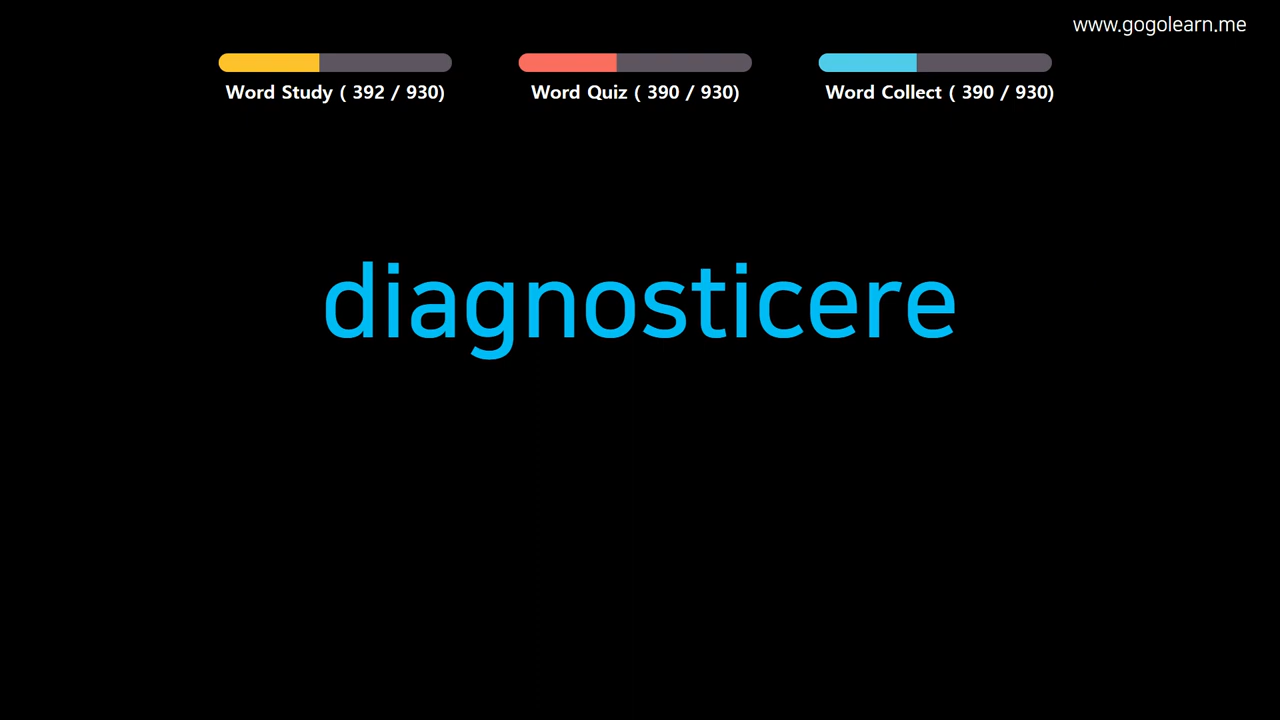 www.gogolearn.me
Word Study ( 392 / 930)
Word Quiz ( 390 / 930)
Word Collect ( 390 / 930)
diagnosticere